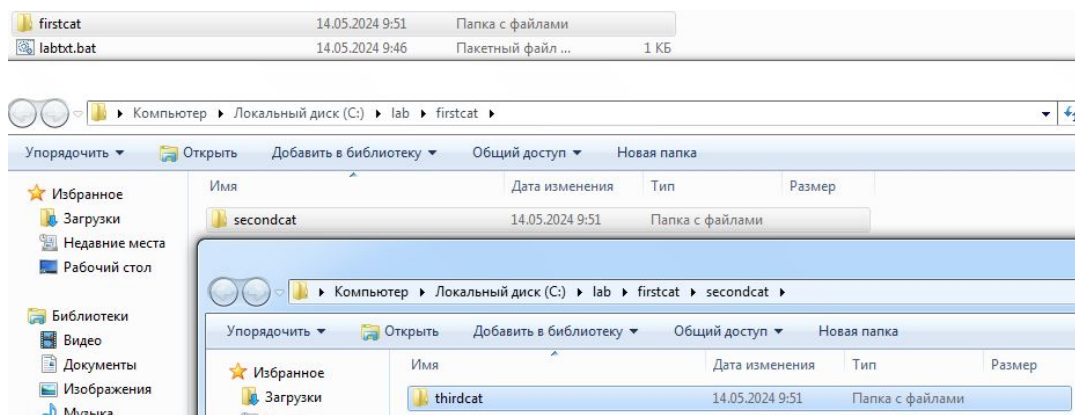 firstcat 14.05.2024 9:51 Папка с файлами
labtxt.bat 14.05.2024 9:46 Пакетный файл ... 1 КБ
Компьютер Локальный диск (C:) lab firstcat
Упорядочить Открыть Добавить в библиотеку Общий доступ Новая папка
Избранное
Загрузки
Недавние места
Рабочий стол
Библиотеки
Видео
Документы
Изображения
Музыка
Имя Дата изменения Тип Размер
secondcat 14.05.2024 9:51 Папка с файлами
Компьютер Локальный диск (C:) lab firstcat secondcat
Упорядочить Открыть Добавить в библиотеку Общий доступ Новая папка
Избранное
Загрузки
Имя Дата изменения Тип Размер
thirdcat 14.05.2024 9:51 Папка с файлами